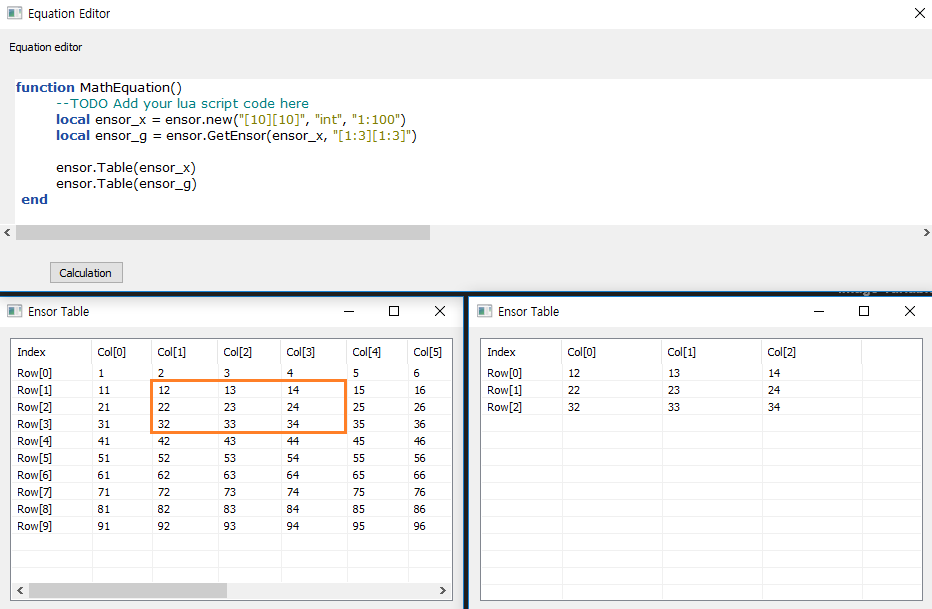 Equation Editor
Equation editor
function MathEquation()
--TODO Add your lua script code here
local ensor_x = ensor.new("[10][10]", "int", "1:100")
local ensor_g = ensor.GetEnsor(ensor_x, "[1:3][1:3]")
ensor.Table(ensor_x)
ensor.Table(ensor_g)
end
Calculation
Ensor Table
Index Col[0] Col[1] Col[2] Col[3] Col[4] Col[5]
Row[0] 1 2 3 4 5 6
Row[1] 11 12 13 14 15 16
Row[2] 21 22 23 24 25 26
Row[3] 31 32 33 34 35 36
Row[4] 41 42 43 44 45 46
Row[5] 51 52 53 54 55 56
Row[6] 61 62 63 64 65 66
Row[7] 71 72 73 74 75 76
Row[8] 81 82 83 84 85 86
Row[9] 91 92 93 94 95 96
Ensor Table
Index Col[0] Col[1] Col[2]
Row[0] 12 13 14
Row[1] 22 23 24
Row[2] 32 33 34